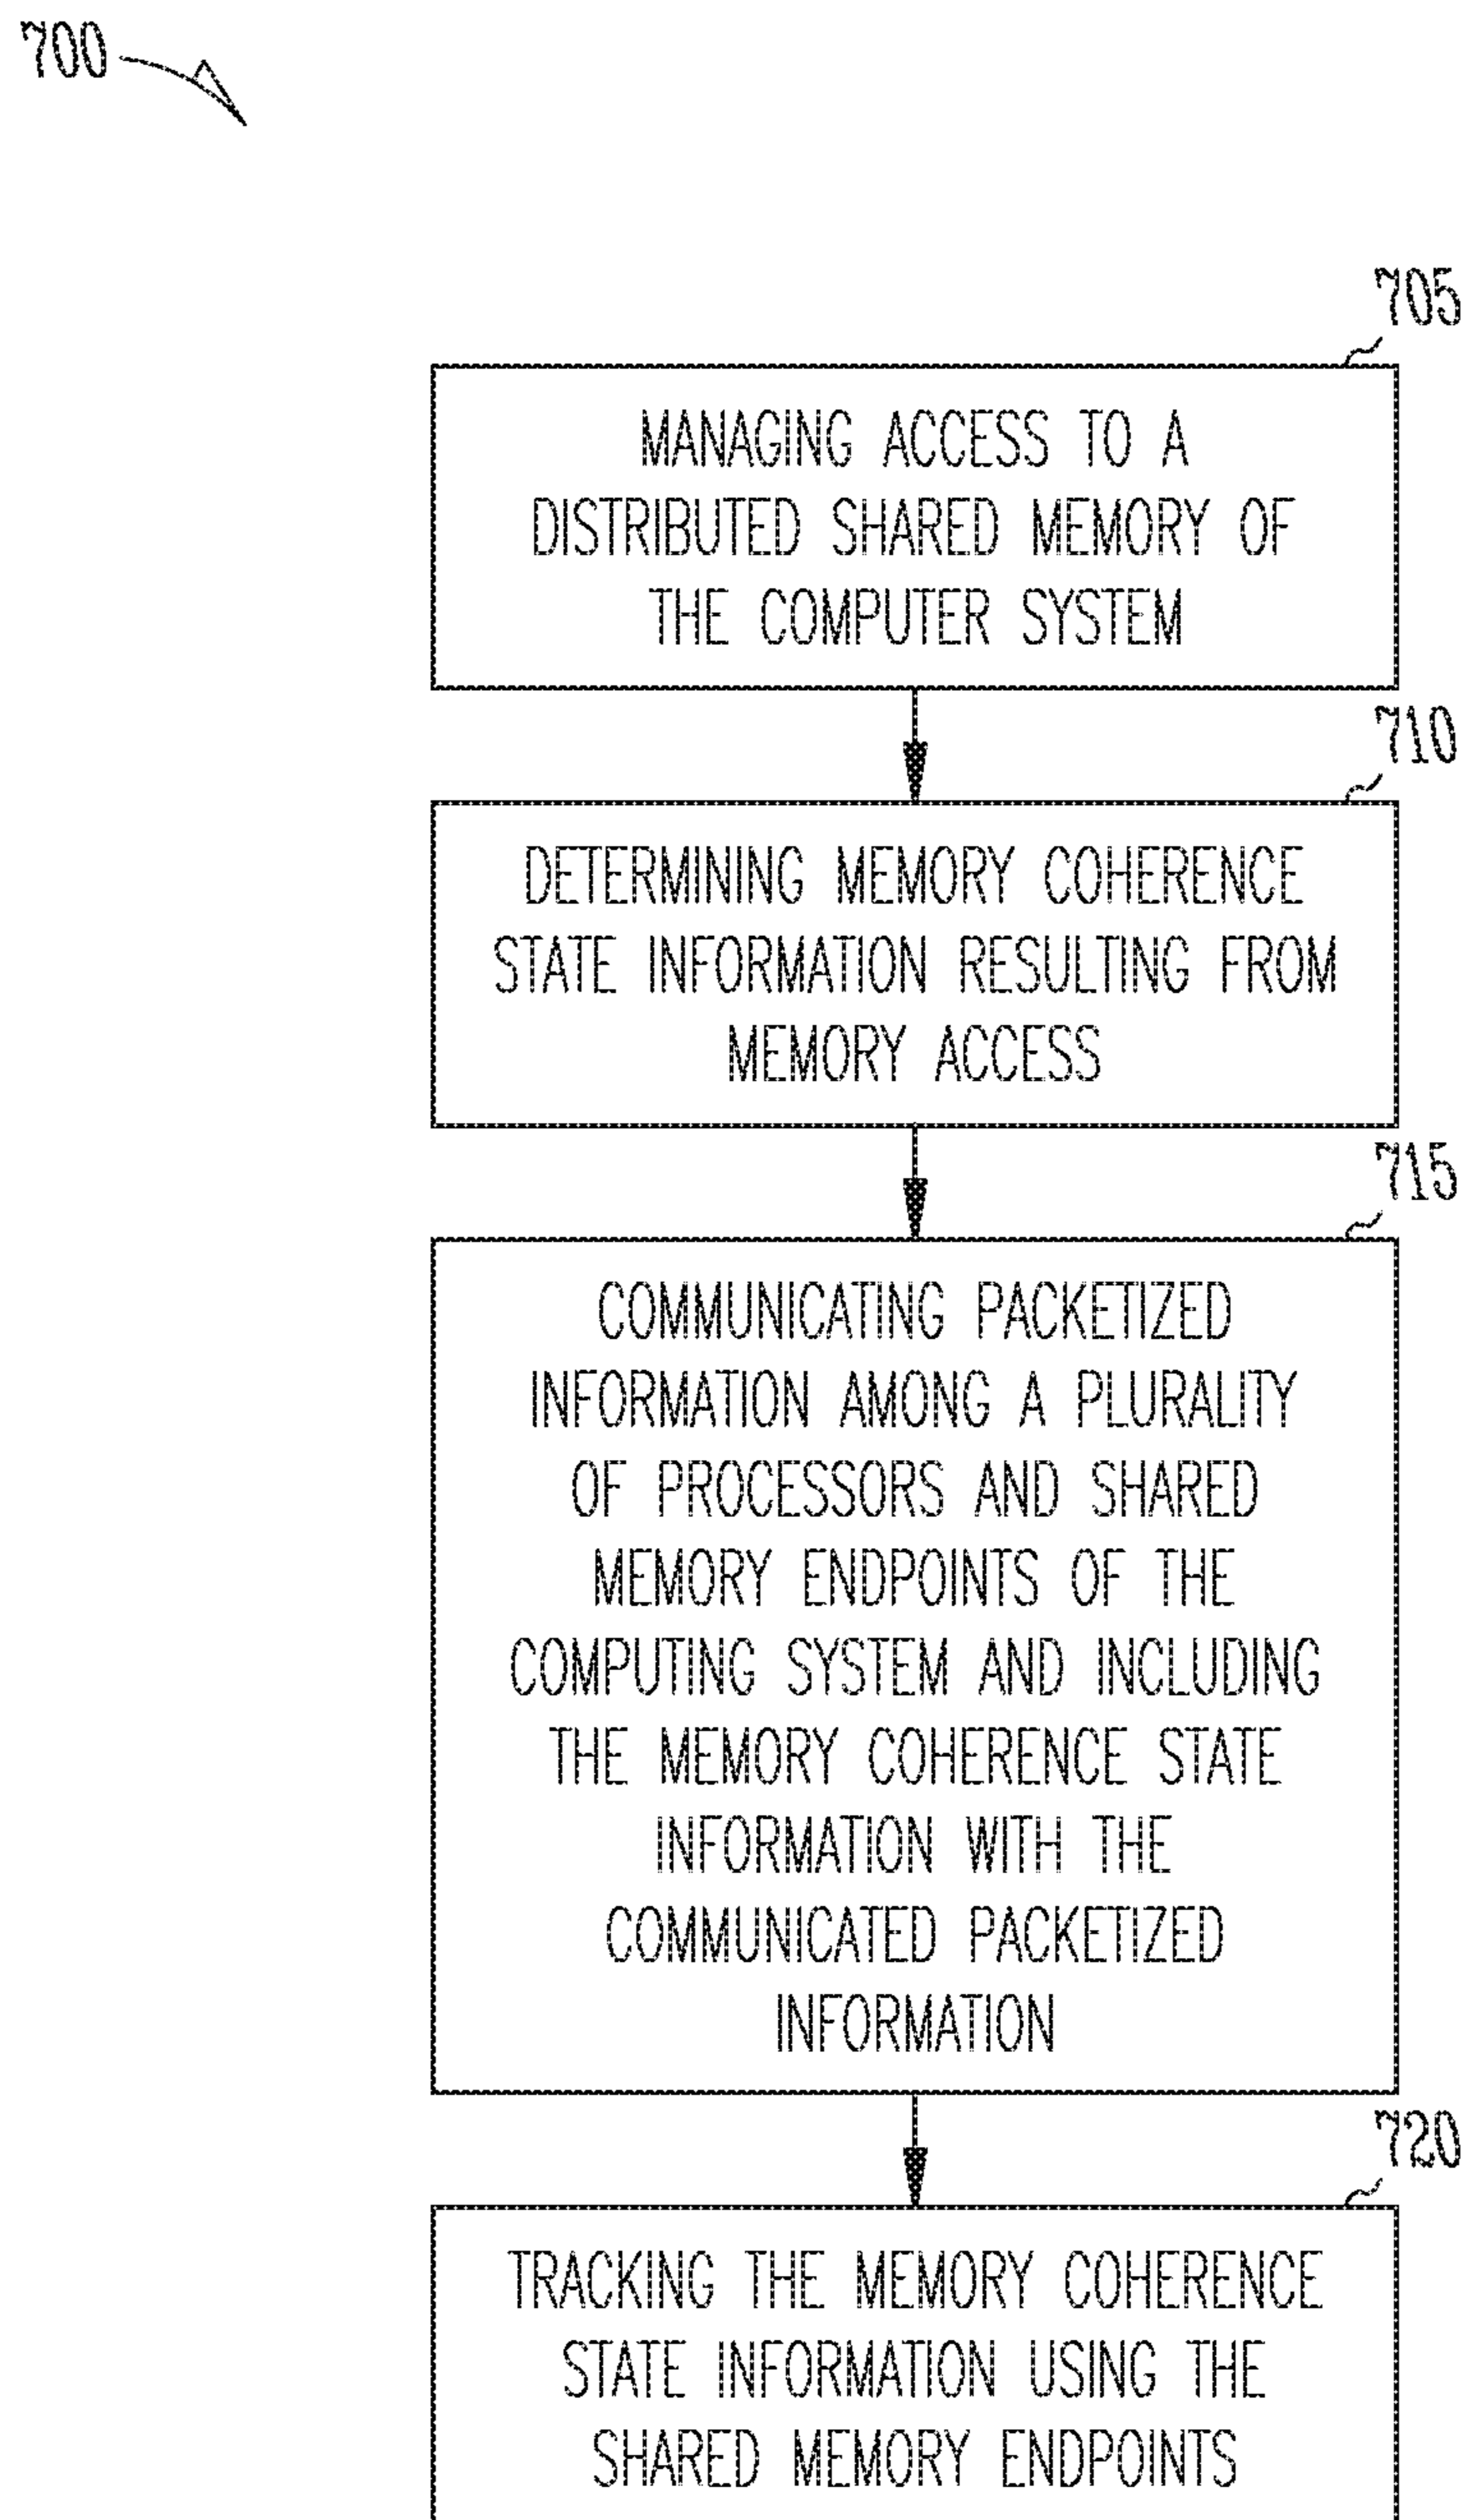 700
705
MANAGING ACCESS TO A
DISTRIBUTED SHARED MEMORY OF
THE COMPUTER SYSTEM
710
DETERMINING MEMORY COHERENCE
STATE INFORMATION RESULTING FROM
MEMORY ACCESS
715
COMMUNICATING PACKETIZED
INFORMATION AMONG A PLURALITY
OF PROCESSORS AND SHARED
MEMORY ENDPOINTS OF THE
COMPUTING SYSTEM AND INCLUDING
THE MEMORY COHERENCE STATE
INFORMATION WITH THE
COMMUNICATED PACKETIZED
INFORMATION
720
TRACKING THE MEMORY COHERENCE
STATE INFORMATION USING THE
SHARED MEMORY ENDPOINTS